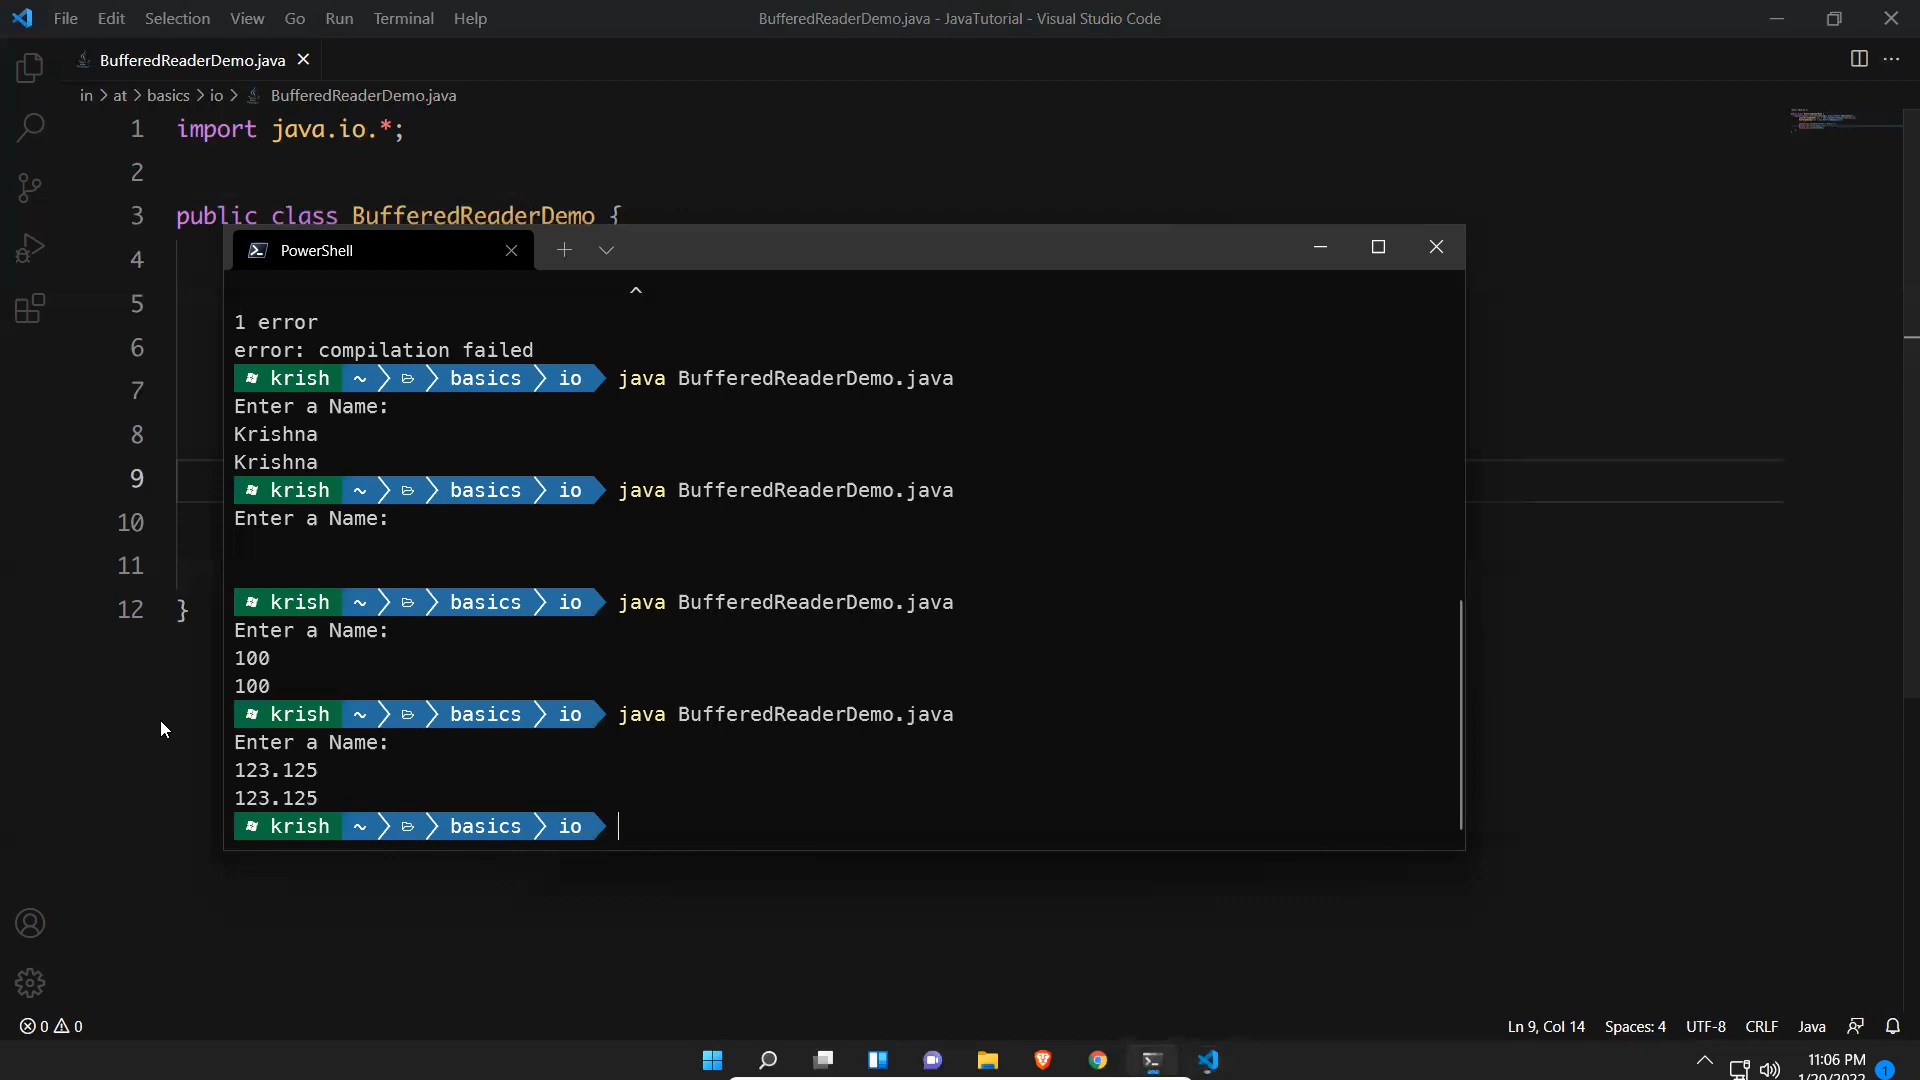 File Edit Selection View Go Run Terminal Help
BufferedReaderDemo.java - JavaTutorial - Visual Studio Code
BufferedReaderDemo.java
in > at > basics > io > BufferedReaderDemo.java
1 import java.io.*;
2
3 public class BufferedReaderDemo {
4
5
6
7
8
9
10
11
12 }
PowerShell
^
1 error
error: compilation failed
krish ~ basics io java BufferedReaderDemo.java
Enter a Name:
Krishna
Krishna
krish ~ basics io java BufferedReaderDemo.java
Enter a Name:
krish ~ basics io java BufferedReaderDemo.java
Enter a Name:
100
100
krish ~ basics io java BufferedReaderDemo.java
Enter a Name:
123.125
123.125
krish ~ basics io
0 0
Ln 9, Col 14 Spaces: 4 UTF-8 CRLF Java
11:06 PM
1/20/2022
1